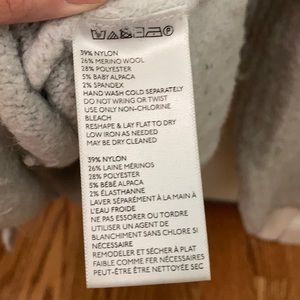 39% NYLON
26% MERINO WOOL
28% POLYESTER
5% BABY ALPACA
2% SPANDEX
HAND WASH COLD SEPARATELY
DO NOT WRING OR TWIST
USE ONLY NON-CHLORINE
BLEACH
RESHAPE & LAY FLAT TO DRY
LOW IRON AS NEEDED
MAY BE DRY CLEANED
39% NYLON
26% LAINE MÉRINOS
28% POLYESTER
5% BÉBÉ ALPACA
2% ÉLASTHANNE
LAVER SÉPARÉMENT À LA MAIN À
L'EAU FROIDE
NE PAS ESSORER OU TORDRE
UTILISER UN AGENT DE
BLANCHIMENT SANS CHLORE SI
NÉCESSAIRE
REMODELER ET SÈCHER À PLAT
FAIBLE COMME FER NÉCESSAIRES
PEUT-ÊTRE ÊTRE NETTOYÉE SEC